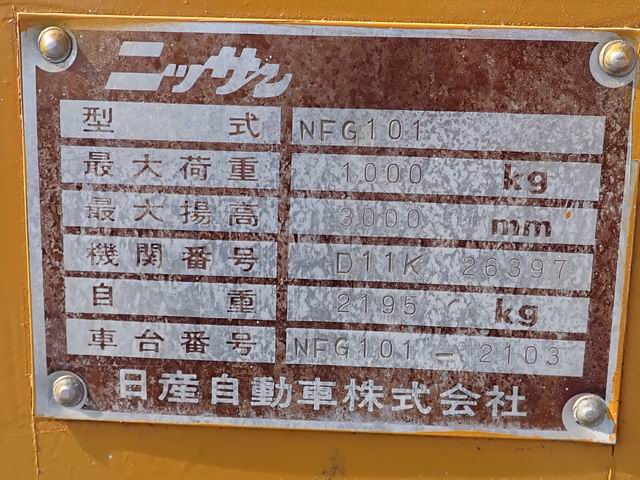 ニッサン
型式 NFG101
最大荷重 1000 kg
最大揚高 3000 mm
機関番号 D11K 26397
自重 2195 kg
車台番号 NFG101-2103
日産自動車株式会社